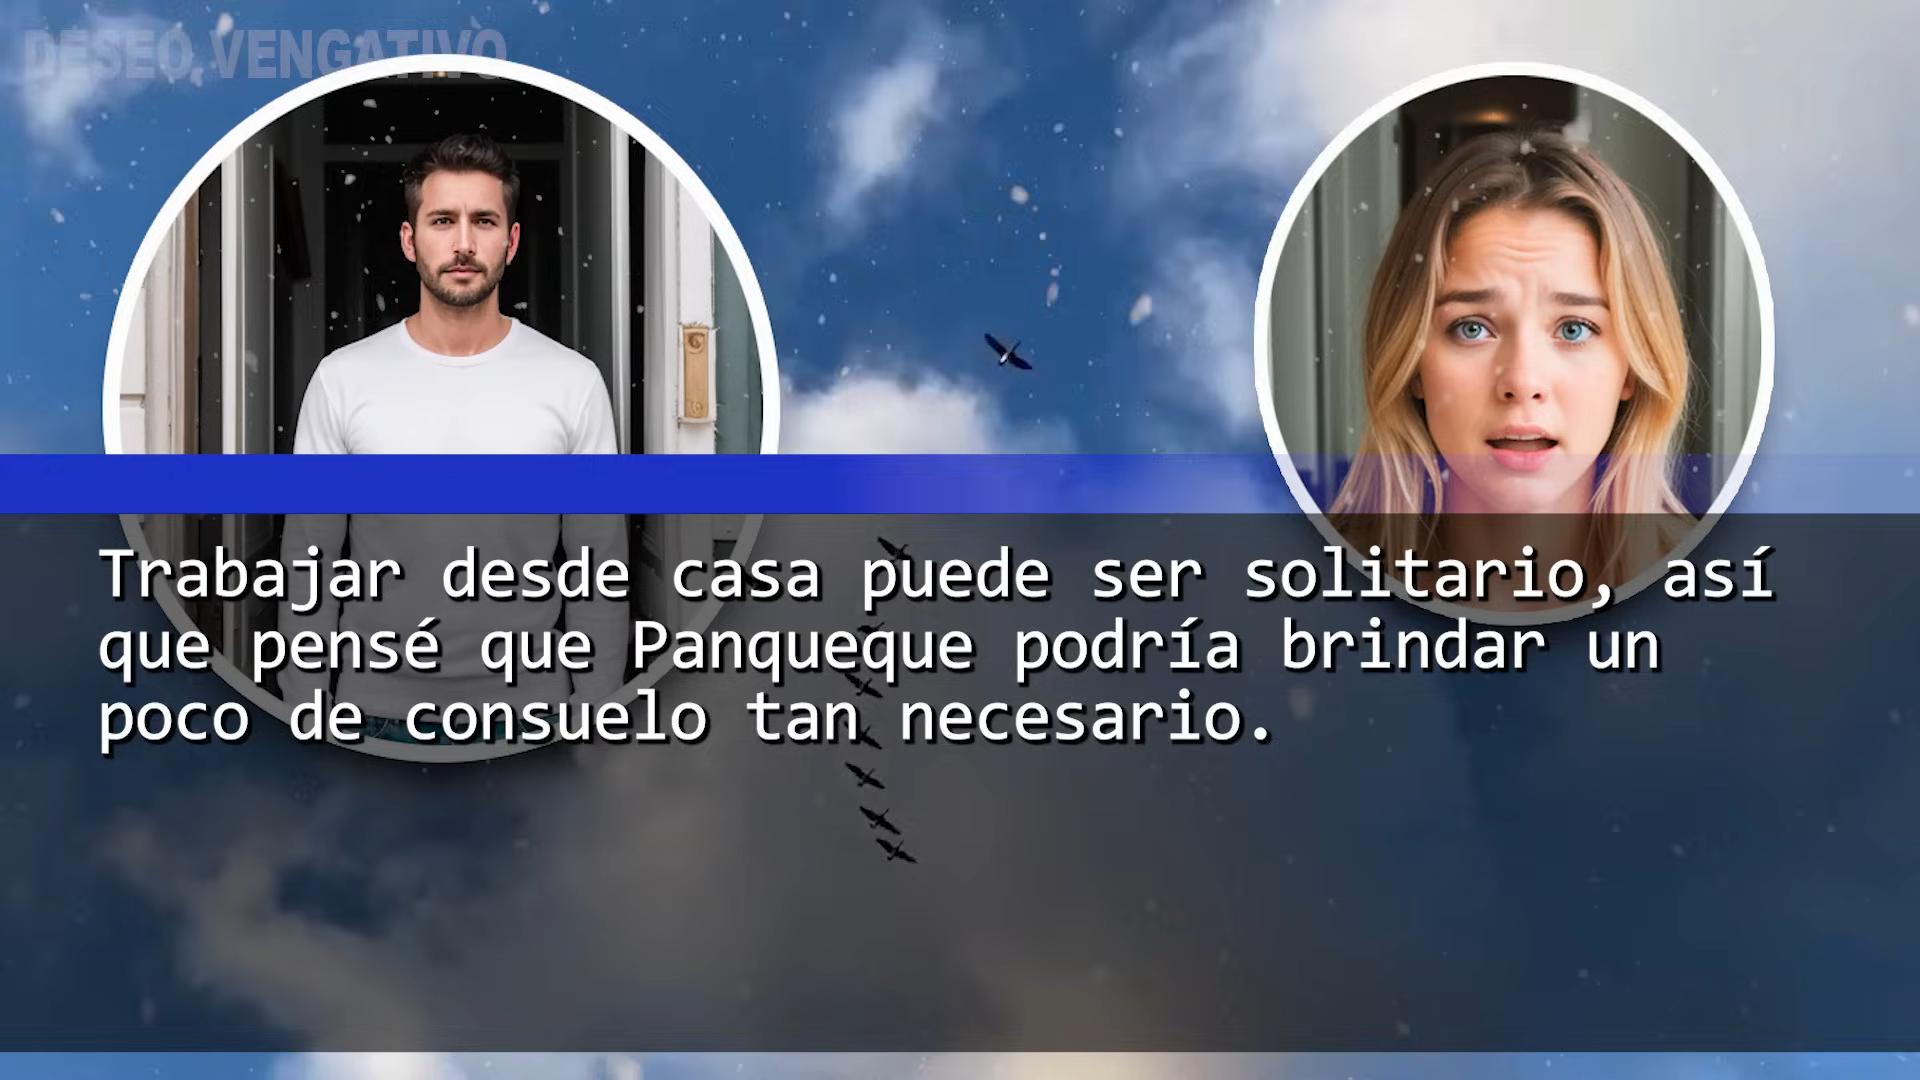 DESEO VENGATIVO
Trabajar desde casa puede ser solitario, así
que pensé que Panqueque podría brindar un
poco de consuelo tan necesario.